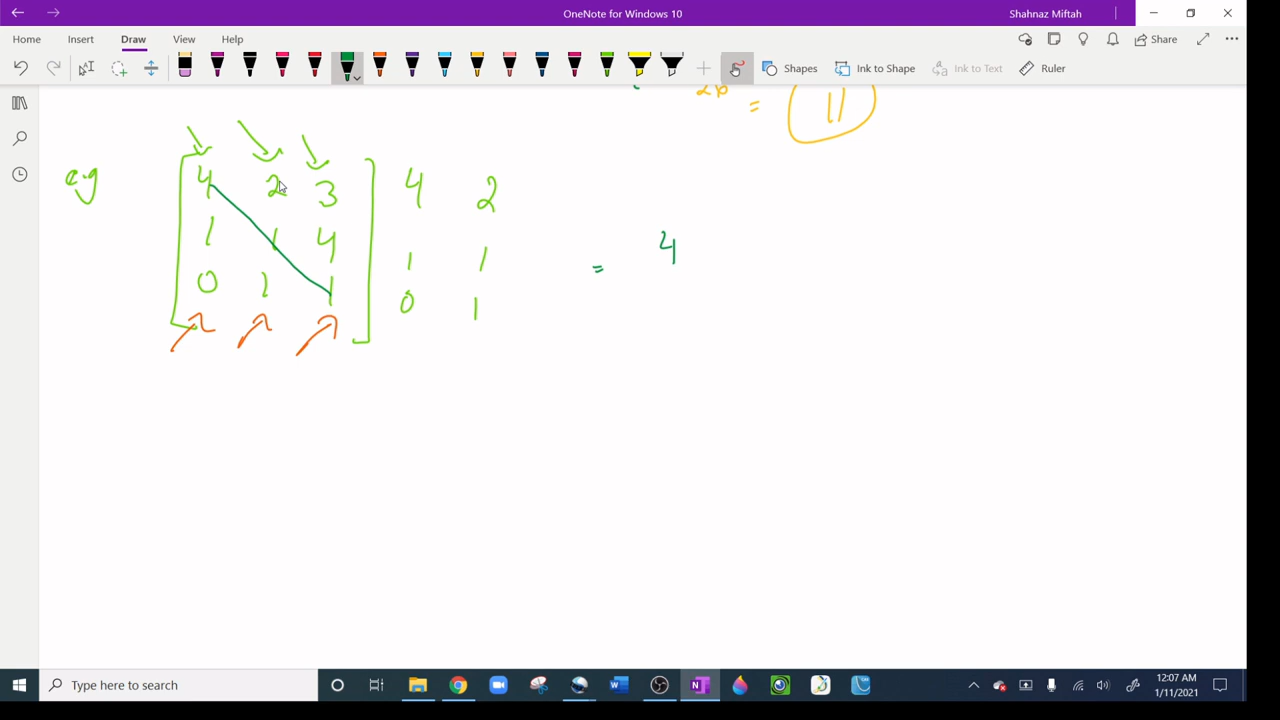 OneNote for Windows 10
Shahnaz Miftah
Home Insert Draw View Help
Share
Shapes Ink to Shape Ink to Text Ruler
= 11
e.g 4 2 3 4 2
1 1 4 1 1 = 4
0 1 1 0 1
Type here to search
12:07 AM
1/11/2021